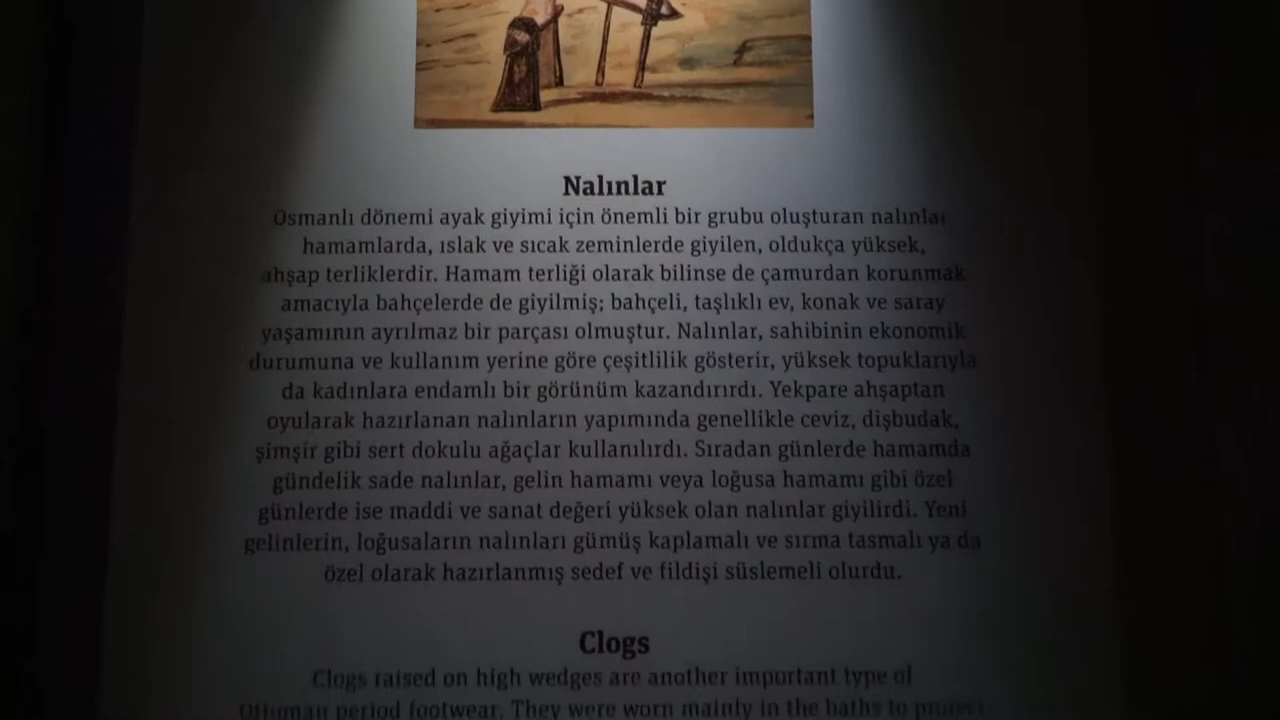 Nalınlar
Osmanlı dönemi ayak giyimi için önemli bir grubu oluşturan nalınlar
hamamlarda, ıslak ve sıcak zeminlerde giyilen, oldukça yüksek,
ahşap terliklerdir. Hamam terliği olarak bilinse de çamurdan korunmak
amacıyla bahçelerde de giyilmiş; bahçeli, taşlıklı ev, konak ve saray
yaşamının ayrılmaz bir parçası olmuştur. Nalınlar, sahibinin ekonomik
durumuna ve kullanım yerine göre çeşitlilik gösterir, yüksek topuklarıyla
da kadınlara endamlı bir görünüm kazandırırdı. Yekpare ahşaptan
oyularak hazırlanan nalınların yapımında genellikle ceviz, dişbudak,
şimşir gibi sert dokulu ağaçlar kullanılırdı. Sıradan günlerde hamamda
gündelik sade nalınlar, gelin hamamı veya loğusa hamamı gibi özel
günlerde ise maddi ve sanat değeri yüksek olan nalınlar giyilirdi. Yeni
gelinlerin, loğusaların nalınları gümüş kaplamalı ve sırma tasmalı ya da
özel olarak hazırlanmış sedef ve fildişi süslemeli olurdu.
Clogs
Clogs raised on high wedges are another important type of
Ottoman period footwear. They were worn mainly in the baths to protect